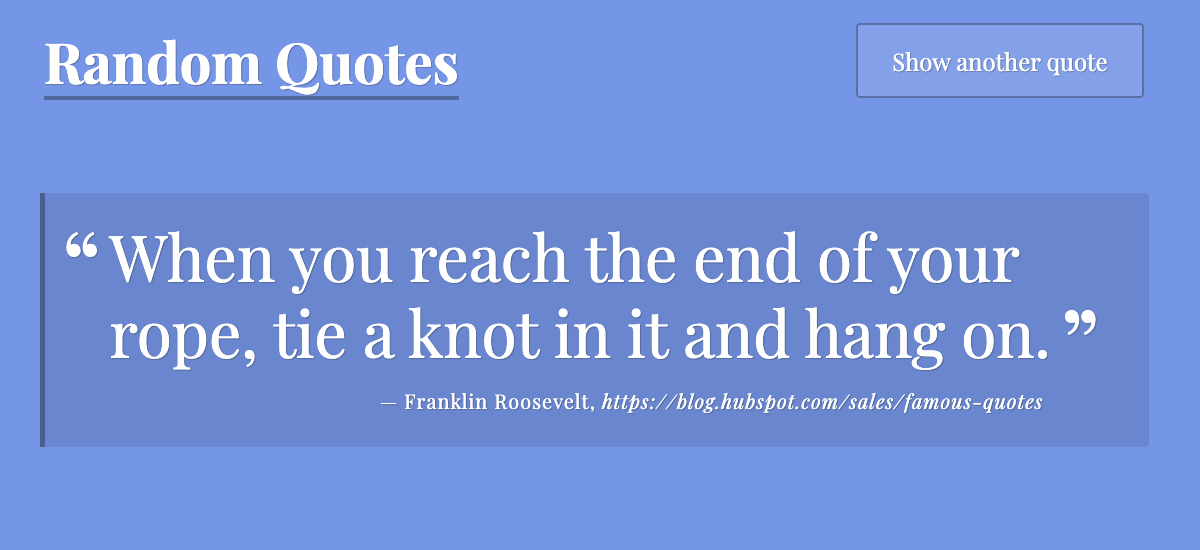 Random Quotes
Show another quote
“ When you reach the end of your
rope, tie a knot in it and hang on. ”
— Franklin Roosevelt, https://blog.hubspot.com/sales/famous-quotes